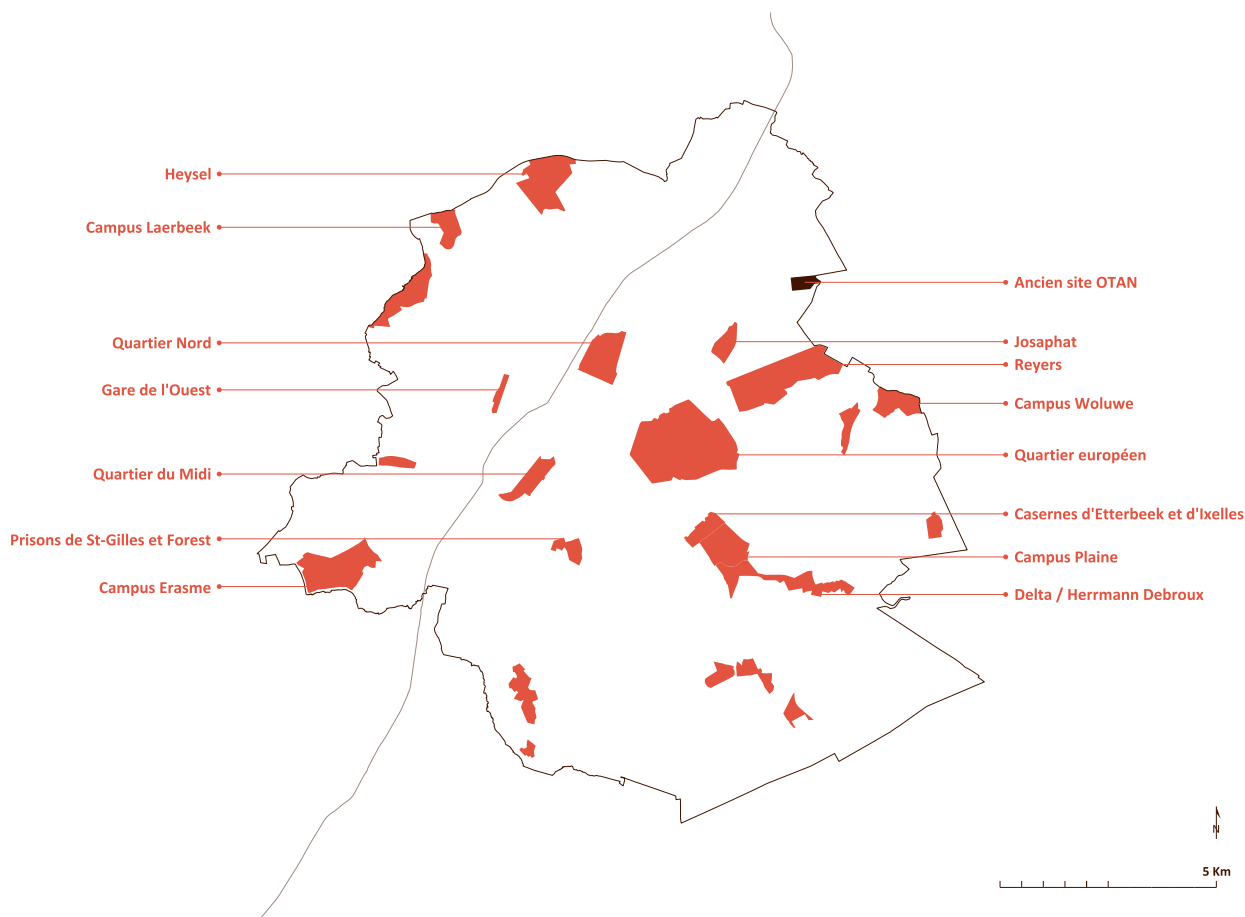 Heysel
Campus Laerbeek
Ancien site OTAN
Quartier Nord
Josaphat
Reyers
Gare de l'Ouest
Campus Woluwe
Quartier européen
Quartier du Midi
Casernes d'Etterbeek et d'Ixelles
Prisons de St-Gilles et Forest
Campus Plaine
Campus Erasme
Delta / Herrmann Debroux
N
5 Km